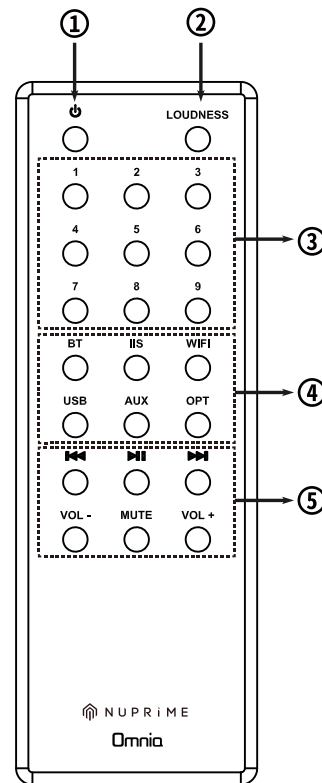 ① ②
LOUDNESS
1 2 3
4 5 6
③
7 8 9
BT IIS WIFI
④
USB AUX OPT
⑤
VOL - MUTE VOL +
NUPRiME
Omnia